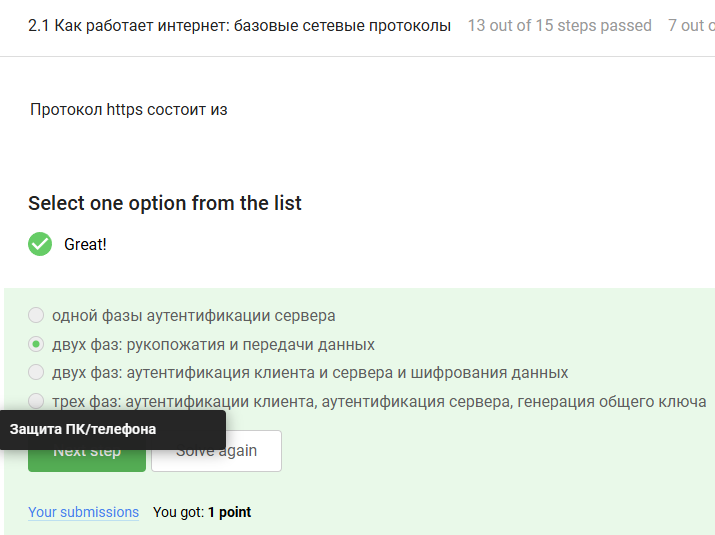 2.1 Как работает интернет: базовые сетевые протоколы 13 out of 15 steps passed 7 out
Протокол https состоит из
Select one option from the list
Great!
одной фазы аутентификации сервера
двух фаз: рукопожатия и передачи данных
двух фаз: аутентификация клиента и сервера и шифрования данных
трех фаз: аутентификации клиента, аутентификация сервера, генерация общего ключа
Защита ПК/телефона
Next step Solve again
Your submissions You got: 1 point